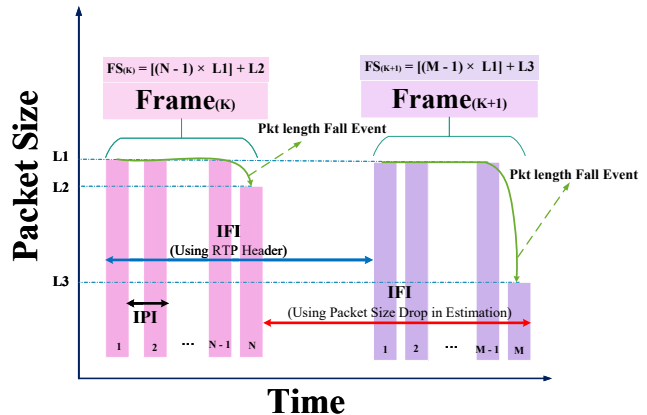 FS(K) = [(N - 1) × L1] + L2
Frame(K)
FS(K+1) = [(M - 1) × L1] + L3
Frame(K+1)
Pkt length Fall Event
Pkt length Fall Event
Packet Size
L1
L2
L3
IFI
(Using RTP Header)
IFI
(Using Packet Size Drop in Estimation)
IPI
1 2 ... N - 1 N
1 2 ... M - 1 M
Time